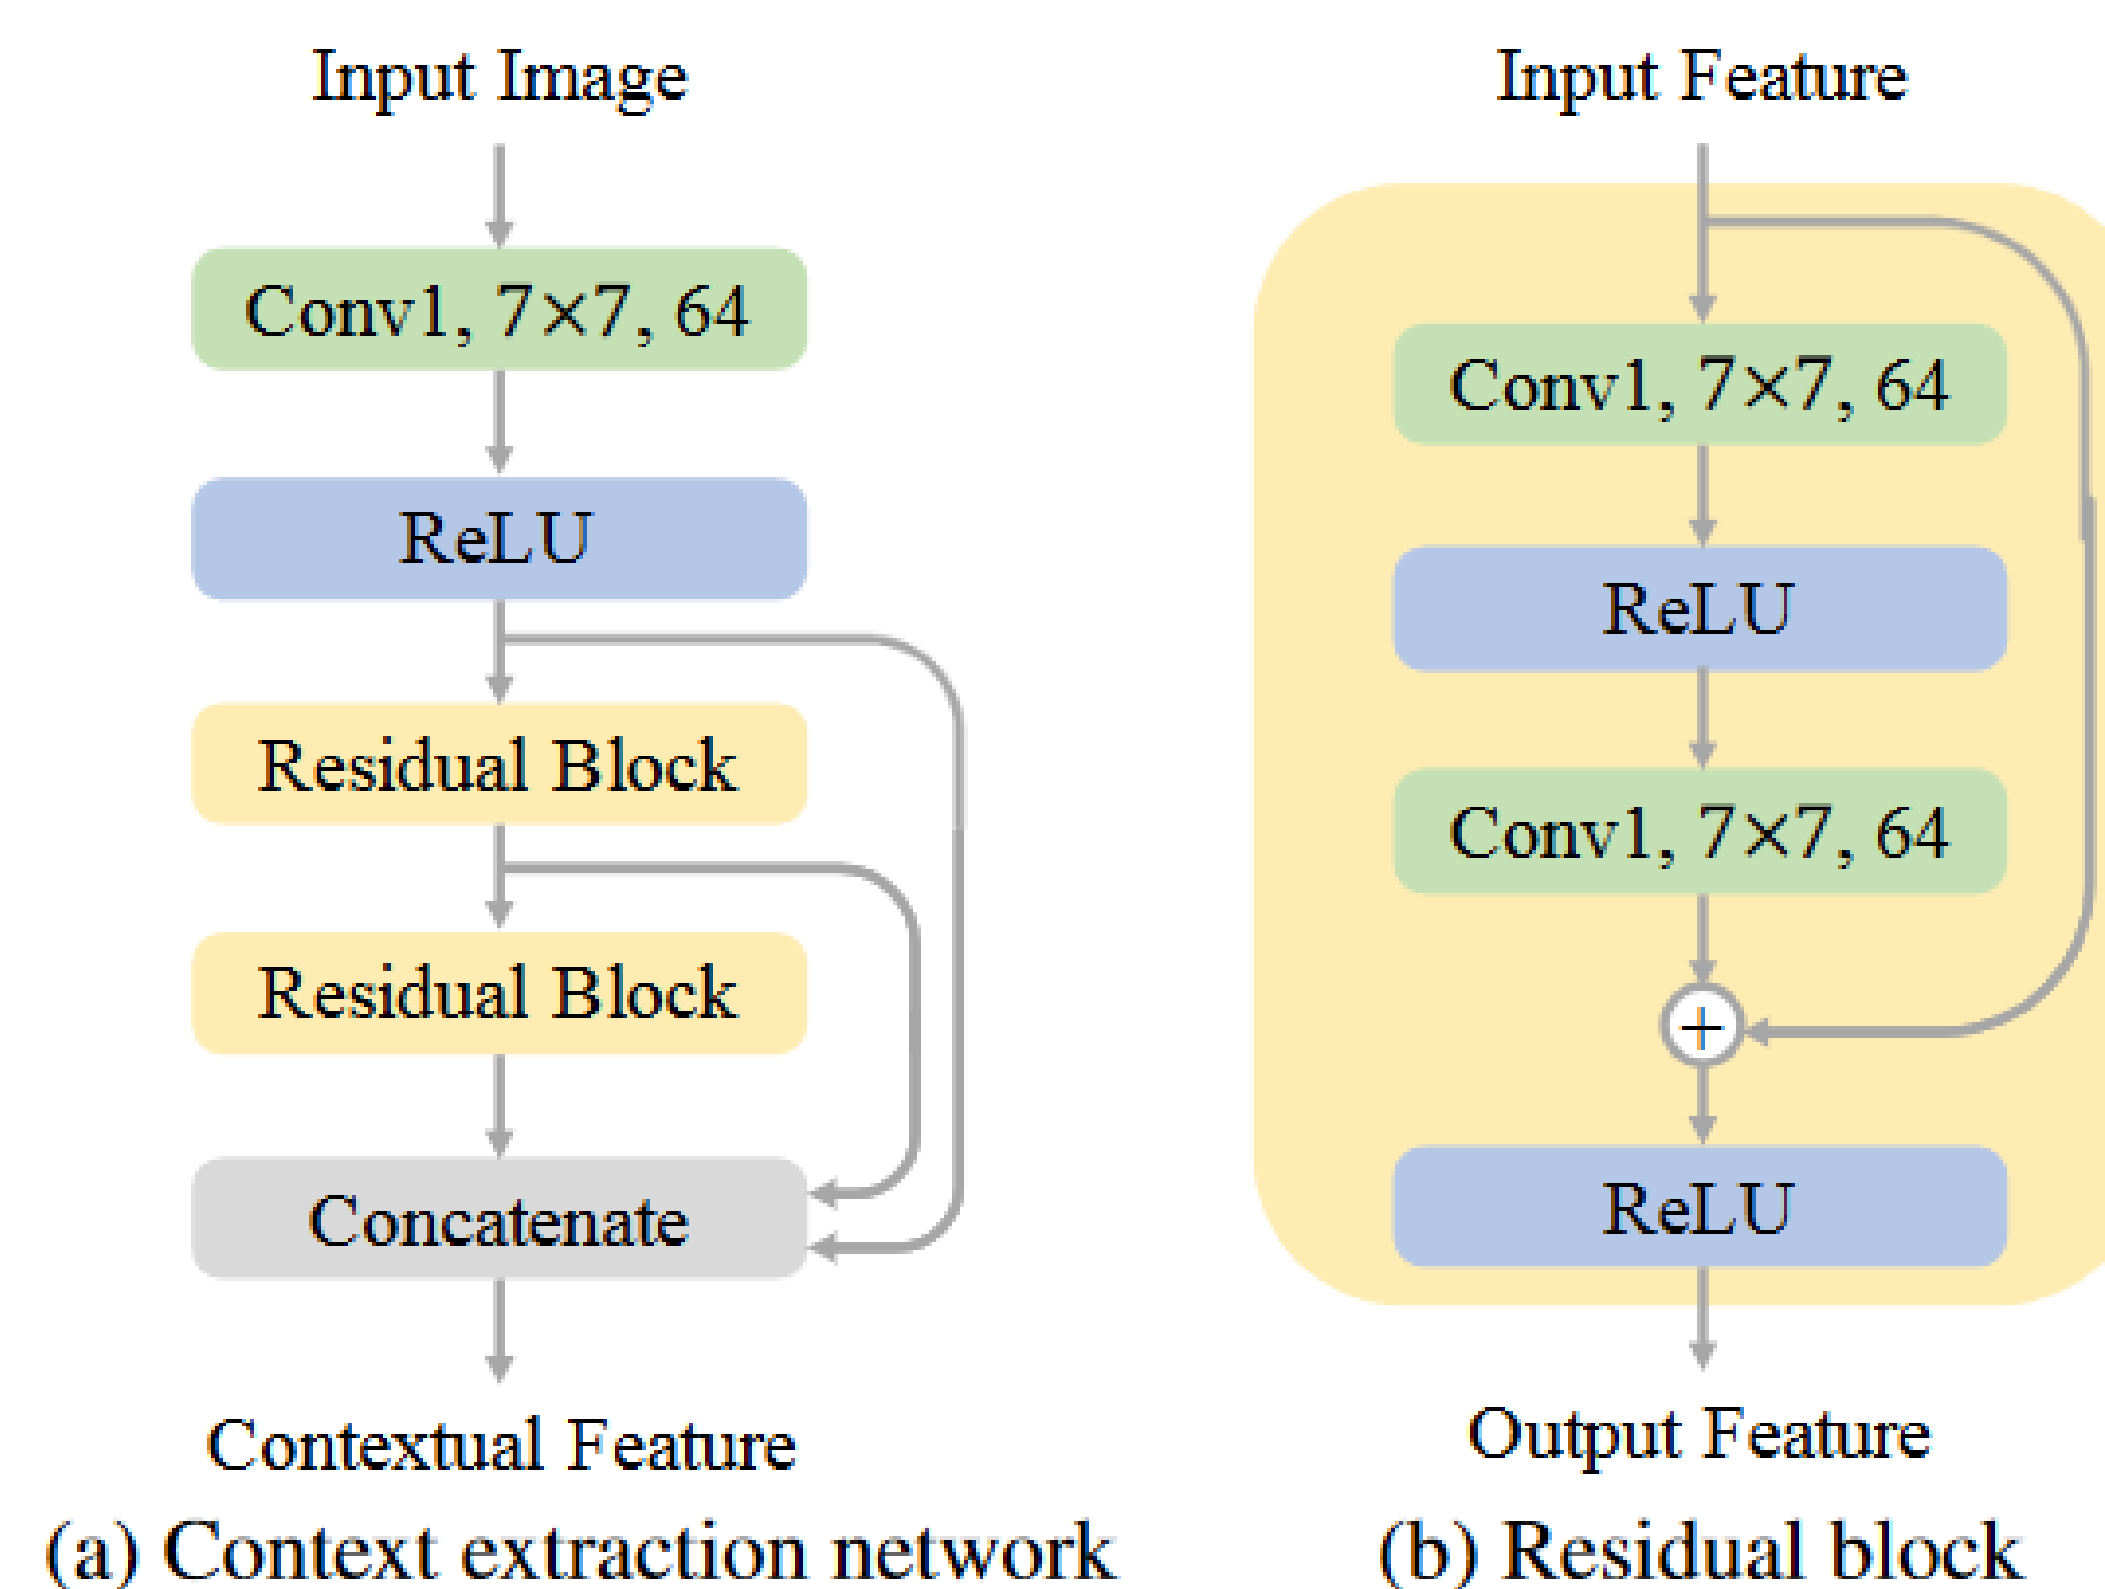 Input Image
Conv1, 7×7, 64
ReLU
Residual Block
Residual Block
Concatenate
Contextual Feature
(a) Context extraction network
Input Feature
Conv1, 7×7, 64
ReLU
Conv1, 7×7, 64
+
ReLU
Output Feature
(b) Residual block